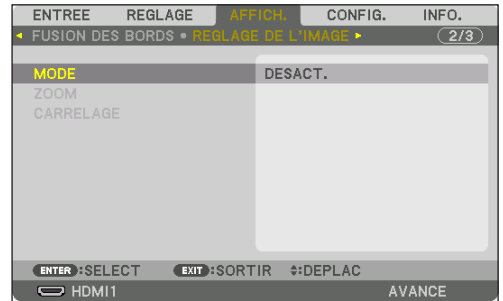 ENTREE REGLAGE AFFICH. CONFIG. INFO.
FUSION DES BORDS • REGLAGE DE L'IMAGE 2/3
MODE DESACT.
ZOOM
CARRELAGE
ENTER :SELECT EXIT :SORTIR :DEPLAC
HDMI1 AVANCE